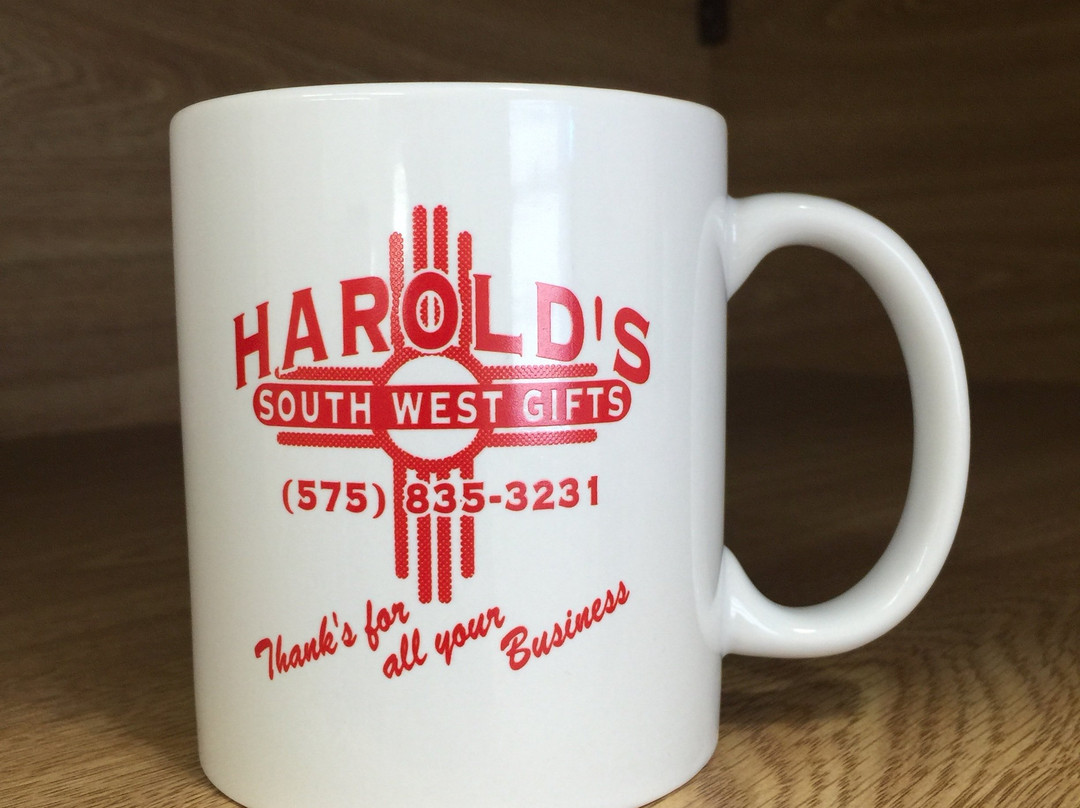 HAROLD'S
SOUTH WEST GIFTS
(575) 835-3231
Thank's for
all your
Business